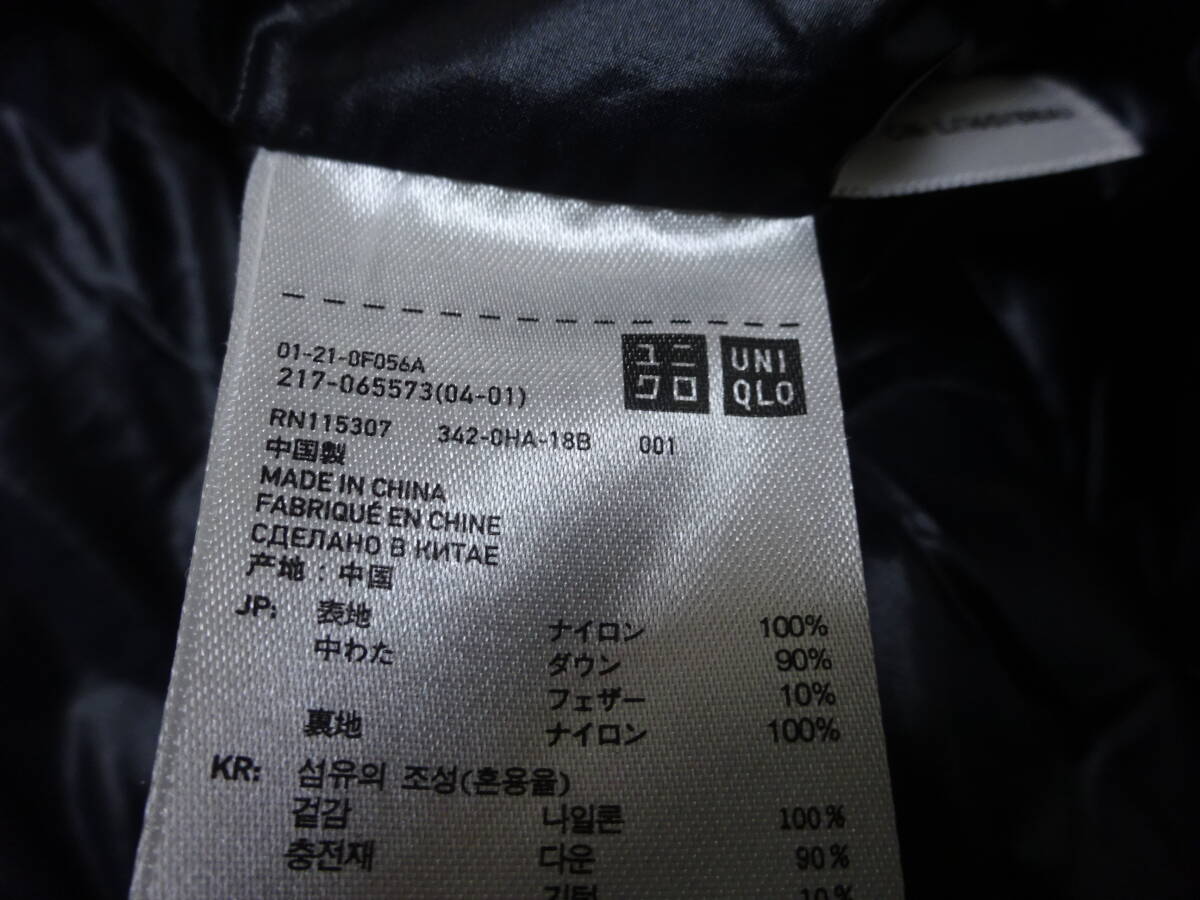 01-21-0F056A
217-065573(04-01)
ユニ
クロ
UNI
QLO
RN115307 342-0HA-18B 001
中国製
MADE IN CHINA
FABRIQUÉ EN CHINE
СДЕЛАНО В КИТАЕ
产地：中国
JP: 表地 ナイロン 100%
中わた ダウン 90%
フェザー 10%
裏地 ナイロン 100%
KR: 섬유의 조성(혼용율)
겉감 나일론 100%
충전재 다운 90%
깃털 10%